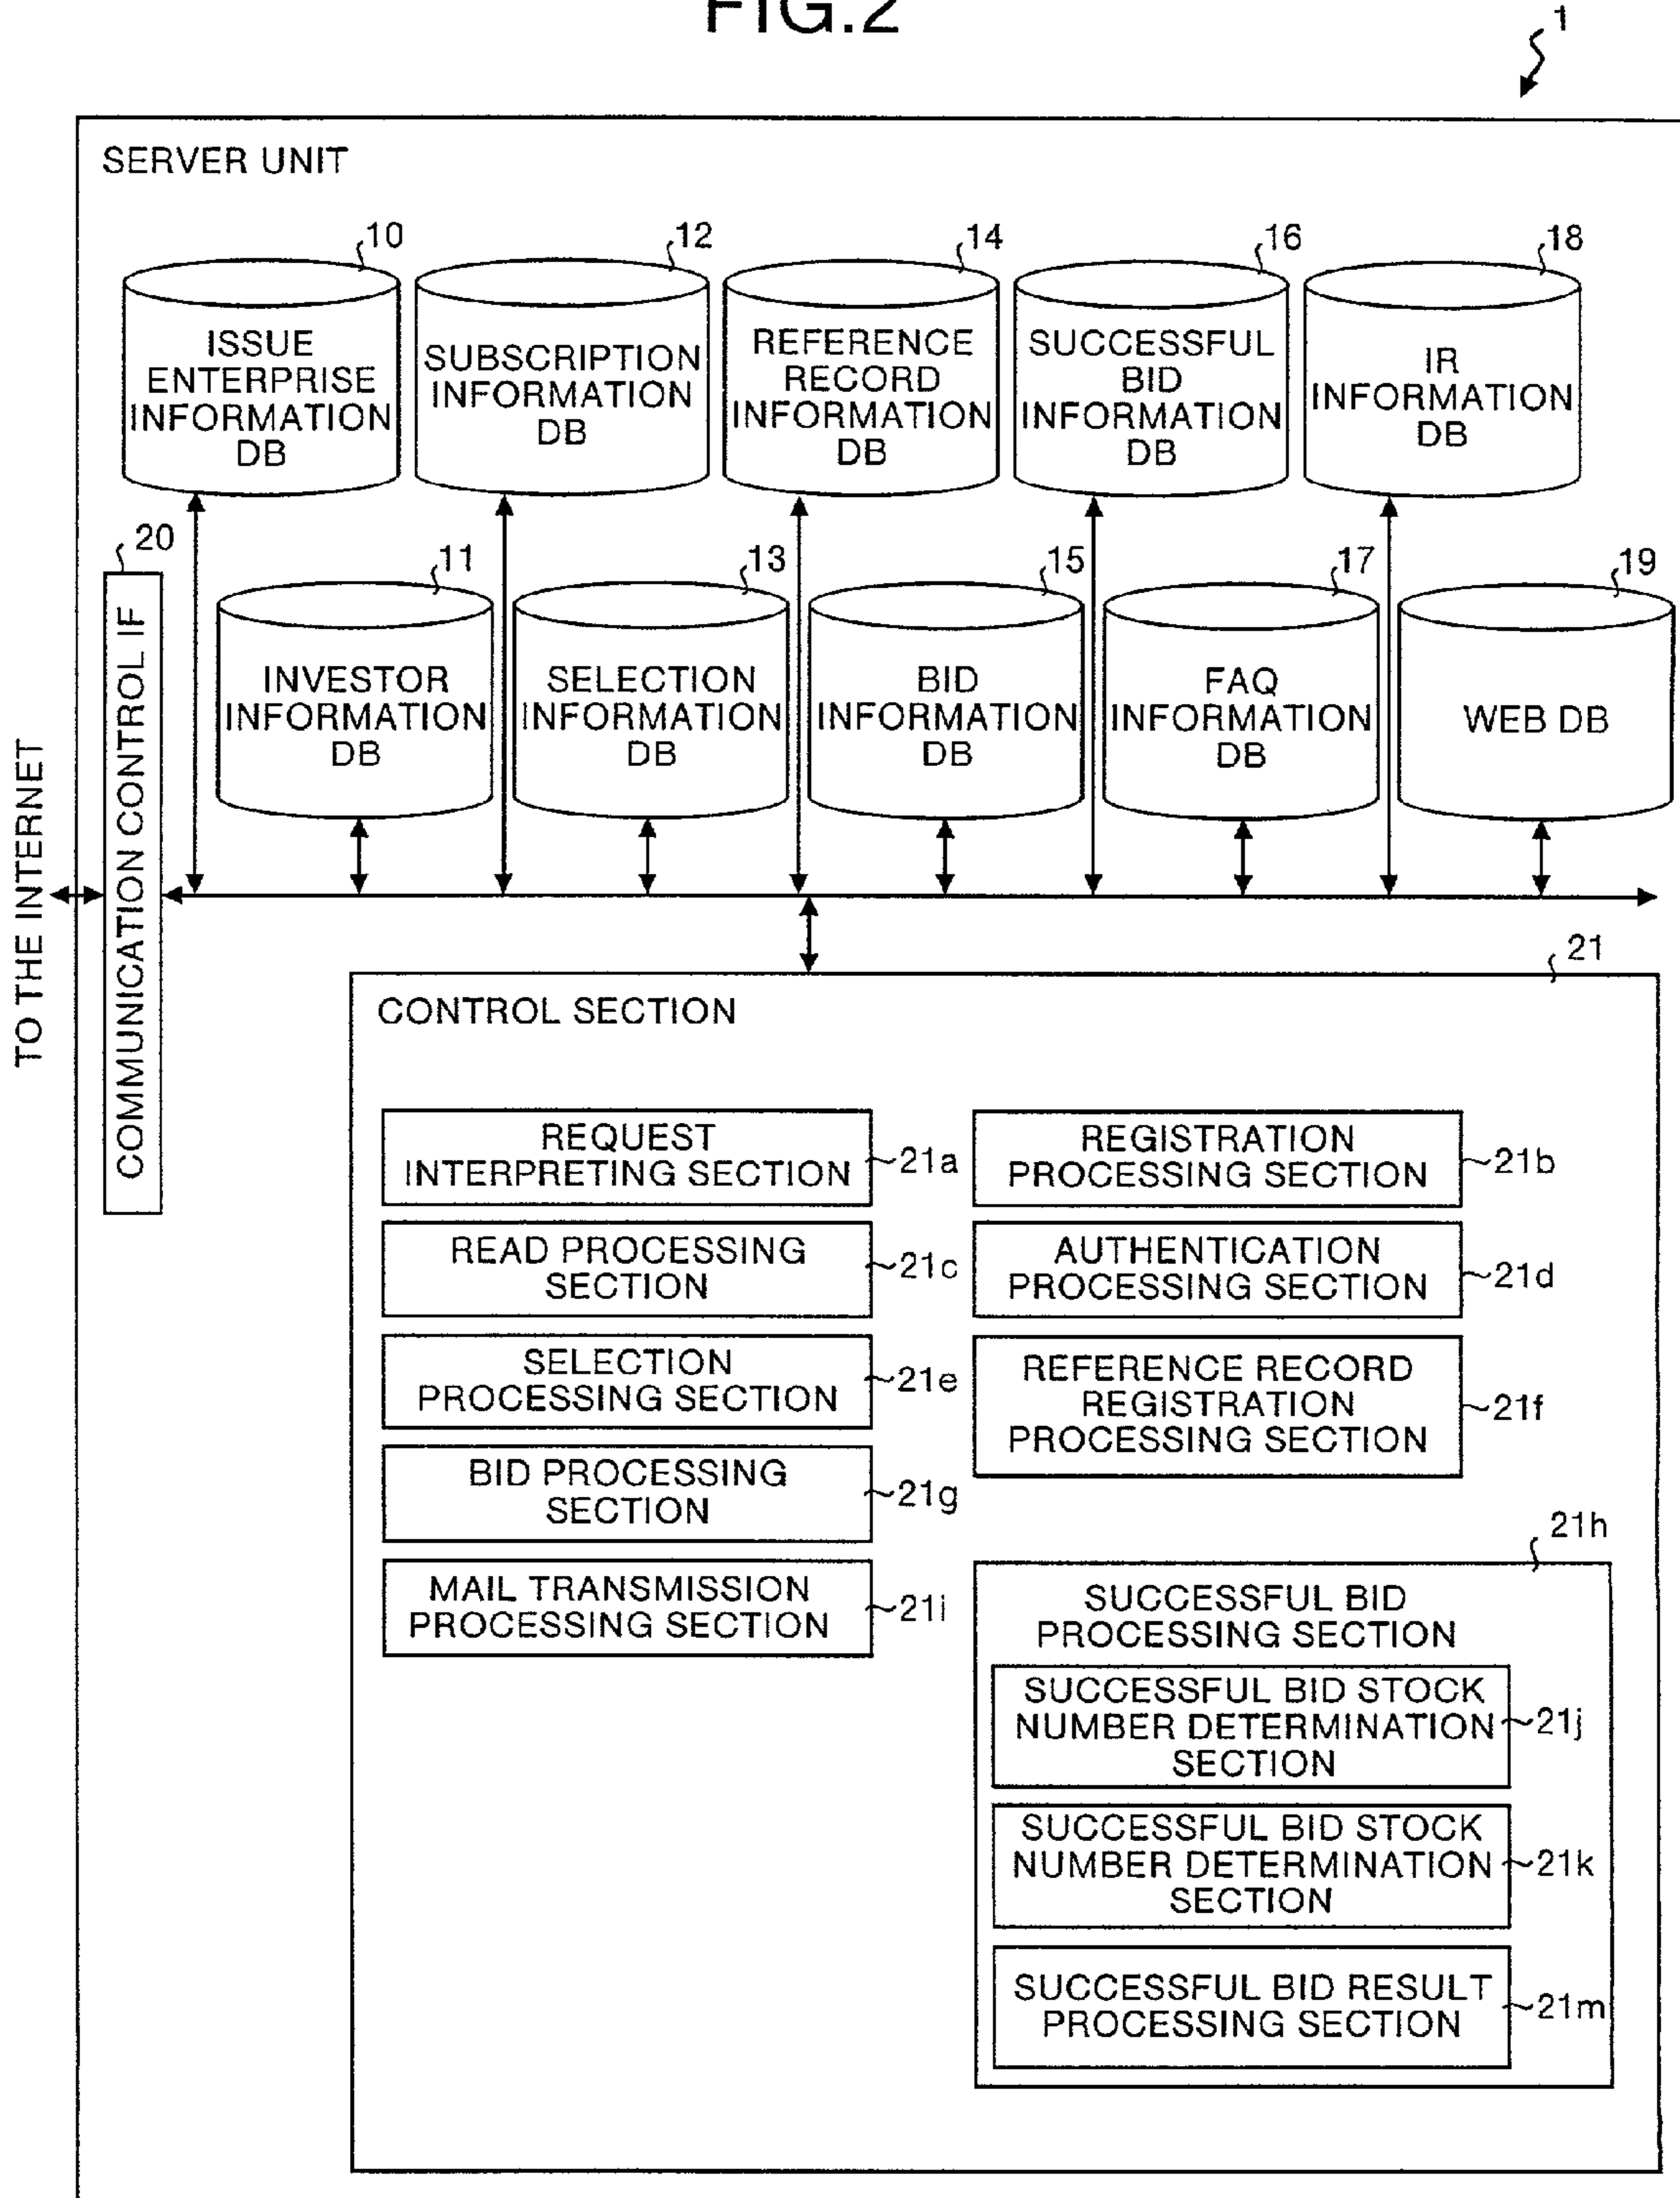 FIG.2
1
SERVER UNIT
10
12
14
16
18
ISSUE
ENTERPRISE
INFORMATION
DB
SUBSCRIPTION
INFORMATION
DB
REFERENCE
RECORD
INFORMATION
DB
SUCCESSFUL
BID
INFORMATION
DB
IR
INFORMATION
DB
20
11
13
15
17
19
INVESTOR
INFORMATION
DB
SELECTION
INFORMATION
DB
BID
INFORMATION
DB
FAQ
INFORMATION
DB
WEB DB
COMMUNICATION CONTROL IF
TO THE INTERNET
21
CONTROL SECTION
REQUEST
INTERPRETING SECTION
21a
REGISTRATION
PROCESSING SECTION
21b
READ PROCESSING
SECTION
21c
AUTHENTICATION
PROCESSING SECTION
21d
SELECTION
PROCESSING SECTION
21e
REFERENCE RECORD
REGISTRATION
PROCESSING SECTION
21f
BID PROCESSING
SECTION
21g
21h
MAIL TRANSMISSION
PROCESSING SECTION
21i
SUCCESSFUL BID
PROCESSING SECTION
SUCCESSFUL BID STOCK
NUMBER DETERMINATION
SECTION
21j
SUCCESSFUL BID STOCK
NUMBER DETERMINATION
SECTION
21k
SUCCESSFUL BID RESULT
PROCESSING SECTION
21m